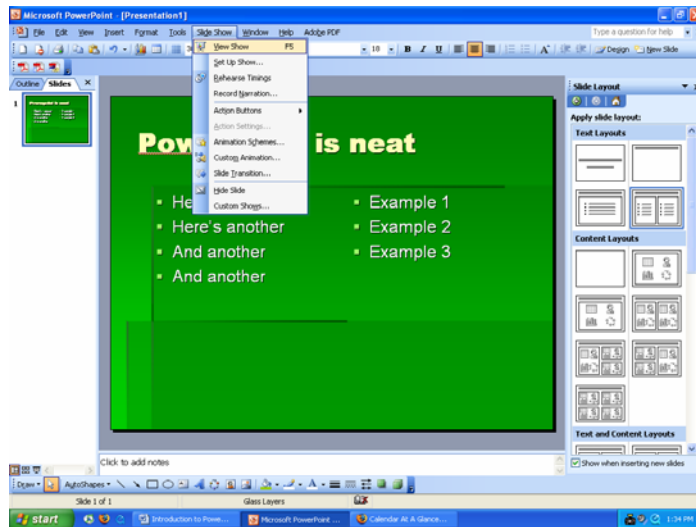 Microsoft PowerPoint - [Presentation1]
File Edit View Insert Format Tools Slide Show Window Help Adobe PDF
Type a question for help
18 B I U S A Design New Slide
View Show F5
Set Up Show...
Rehearse Timings
Record Narration...
Action Buttons
Action Settings...
Animation Schemes...
Custom Animation...
Slide Transition...
Hide Slide
Custom Shows...
Outline Slides
1
is neat
Here's another
And another
And another
Example 1
Example 2
Example 3
Slide Layout
Apply slide layout:
Text Layouts
Content Layouts
Text and Content Layouts
Show when inserting new slides
Click to add notes
Draw AutoShapes
Slide 1 of 1 Glass Layers
start Introduction to Powe... Microsoft PowerPoint ... Calendar At A Glance... 1:34 PM